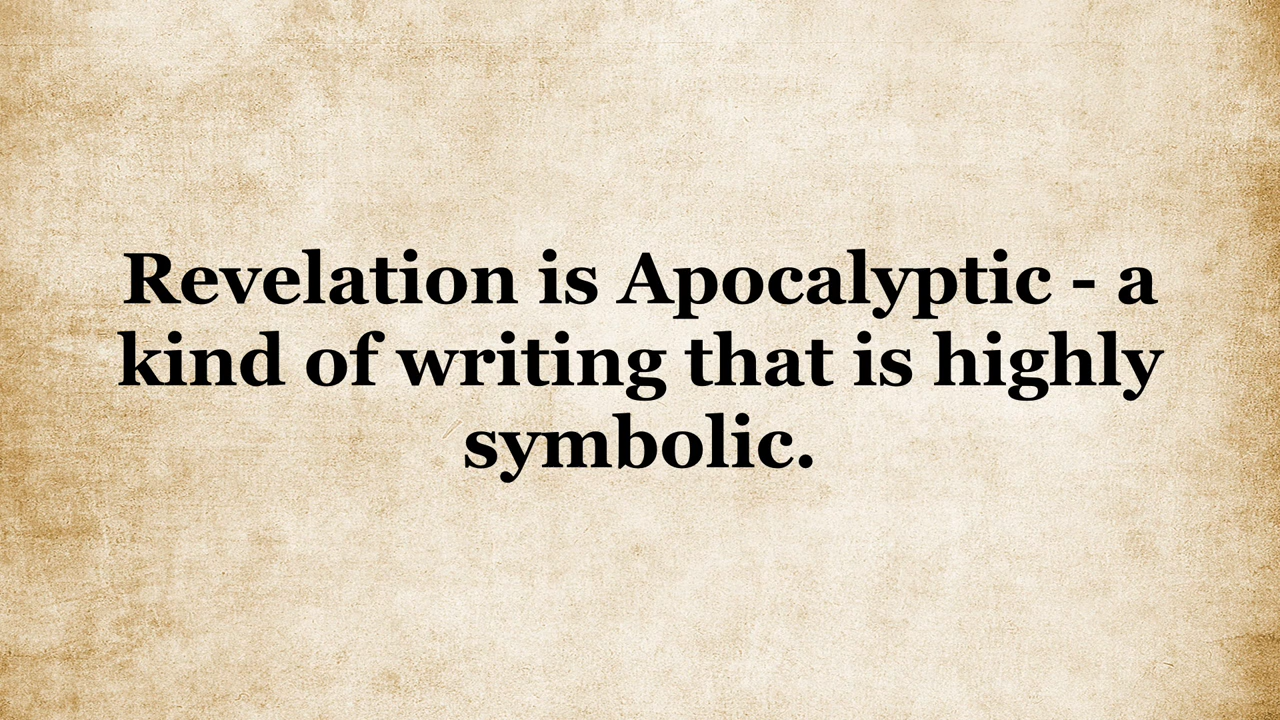 Revelation is Apocalyptic - a
kind of writing that is highly
symbolic.